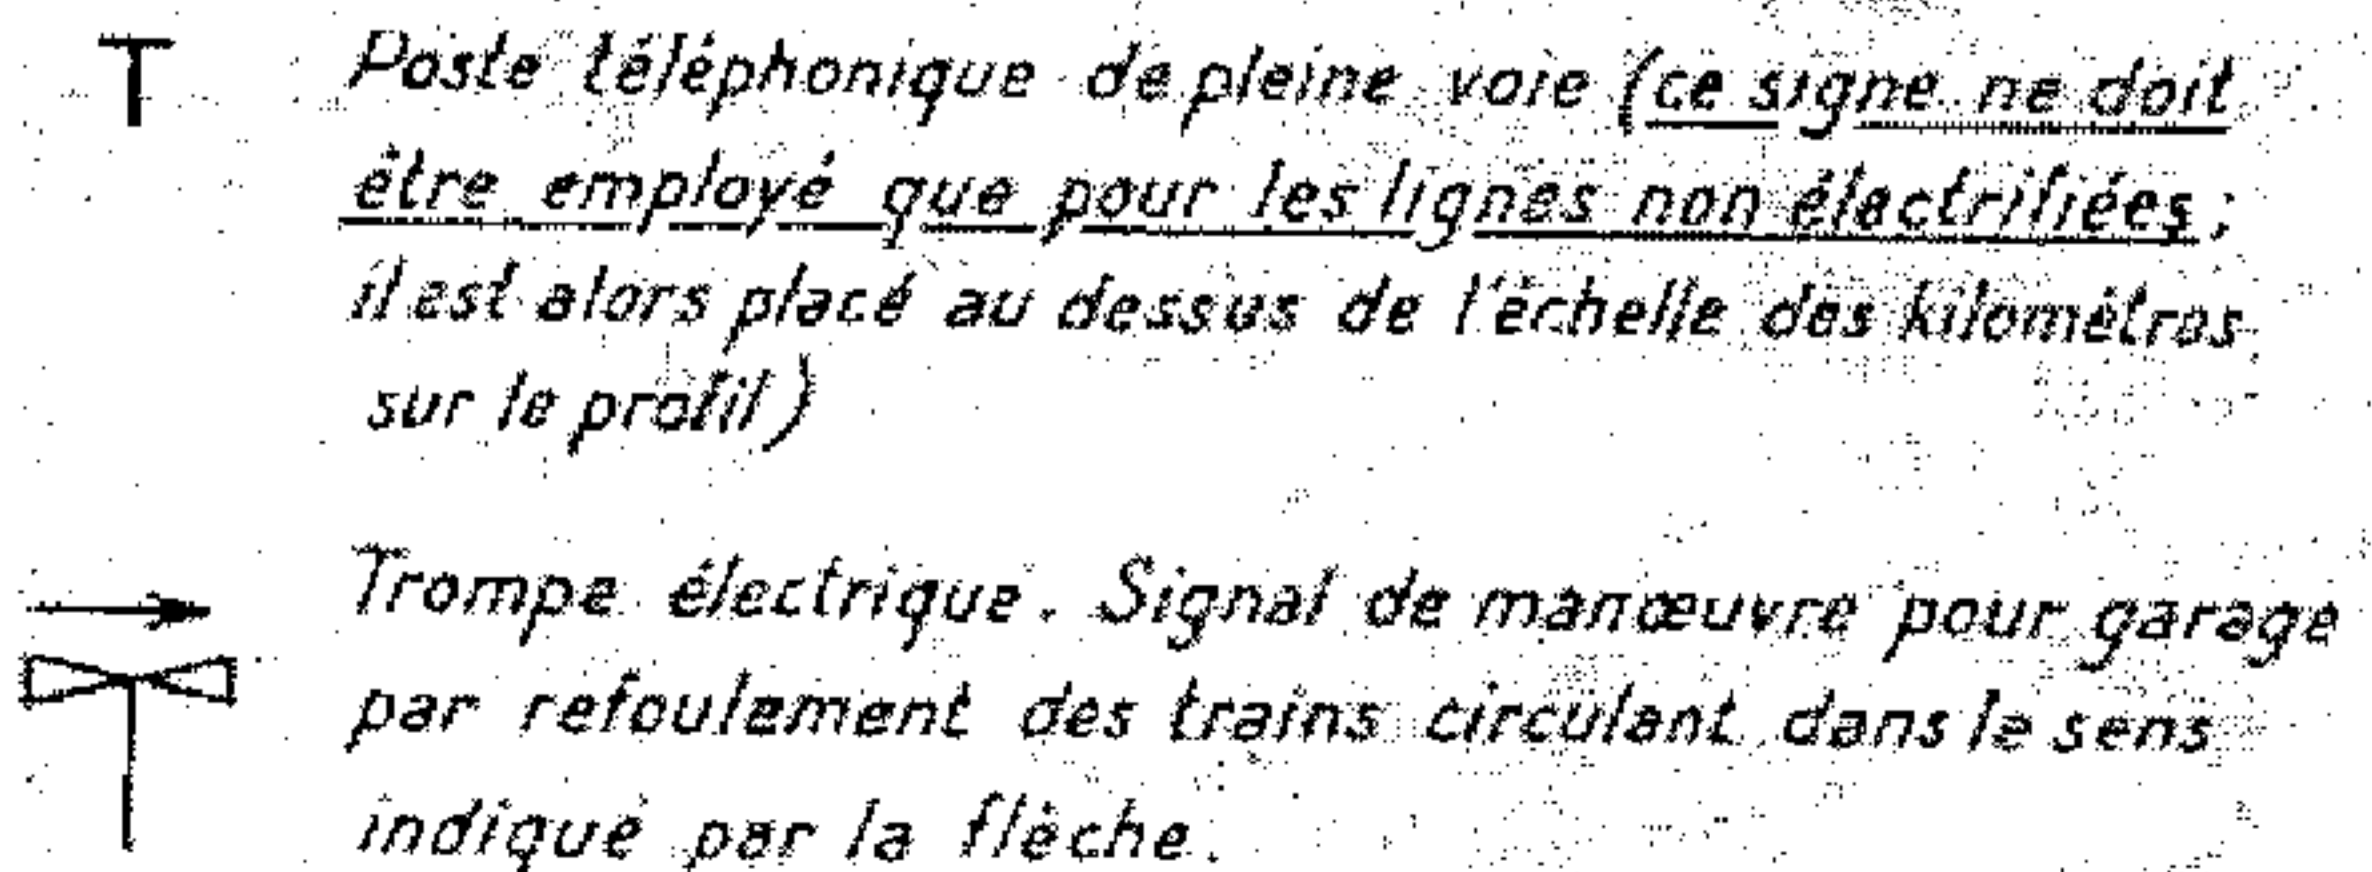 T Poste téléphonique de pleine voie (ce signe ne doit
être employé que pour les lignes non électrifiées ;
il est alors placé au dessus de l'échelle des kilomètres
sur le profil)
Trompe électrique. Signal de manœuvre pour garage
par refoulement des trains circulant dans le sens
indiqué par la flèche.